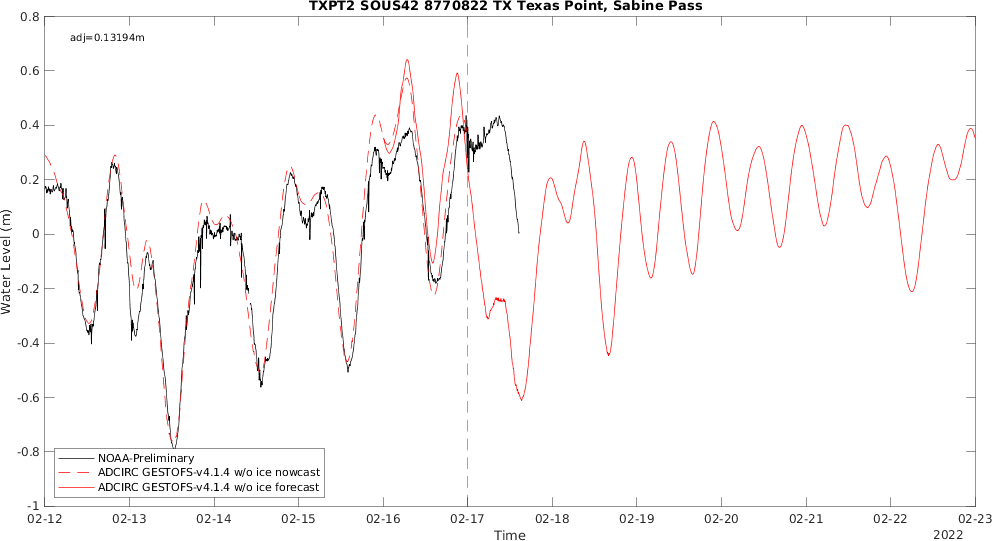 TXPT2 SOUS42 8770822 TX Texas Point, Sabine Pass
adj=0.13194m
0.8
0.6
0.4
0.2
0
-0.2
-0.4
-0.6
-0.8
-1
Water Level (m)
NOAA-Preliminary
ADCIRC GESTOFS-v4.1.4 w/o ice nowcast
ADCIRC GESTOFS-v4.1.4 w/o ice forecast
02-12 02-13 02-14 02-15 02-16 02-17 02-18 02-19 02-20 02-21 02-22 02-23
Time
2022